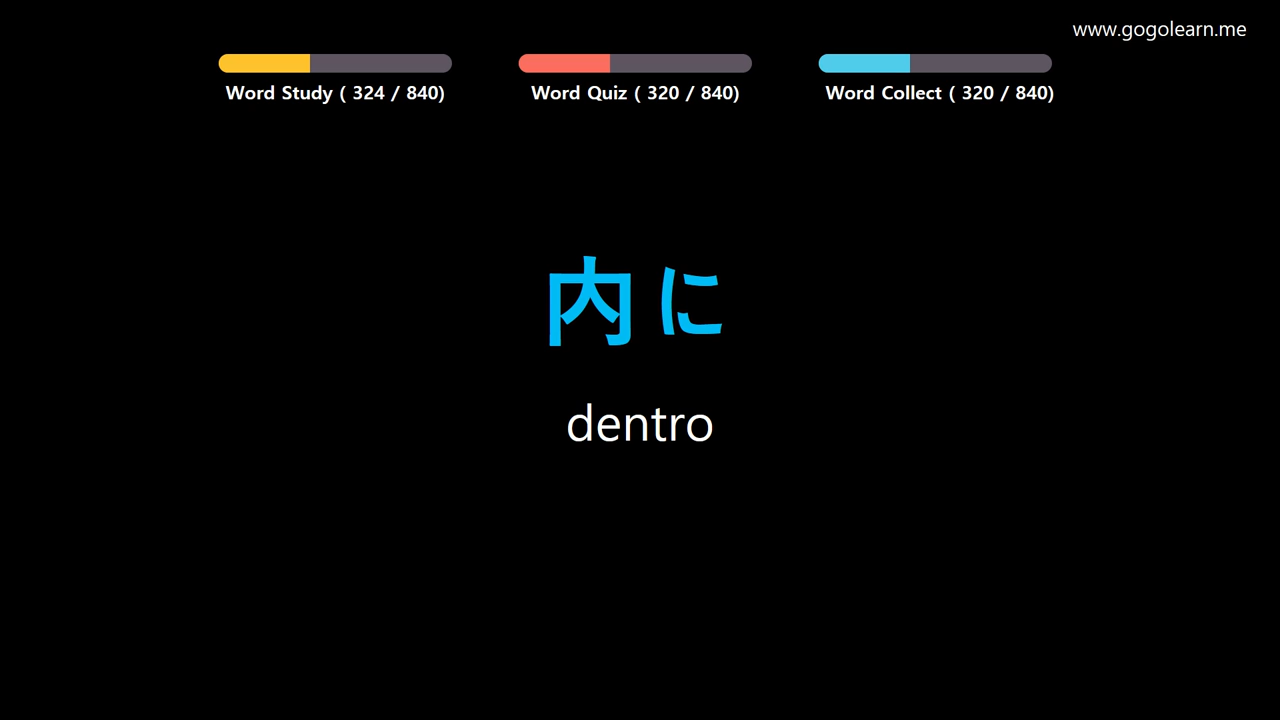 www.gogolearn.me
Word Study ( 324 / 840)
Word Quiz ( 320 / 840)
Word Collect ( 320 / 840)
内に
dentro